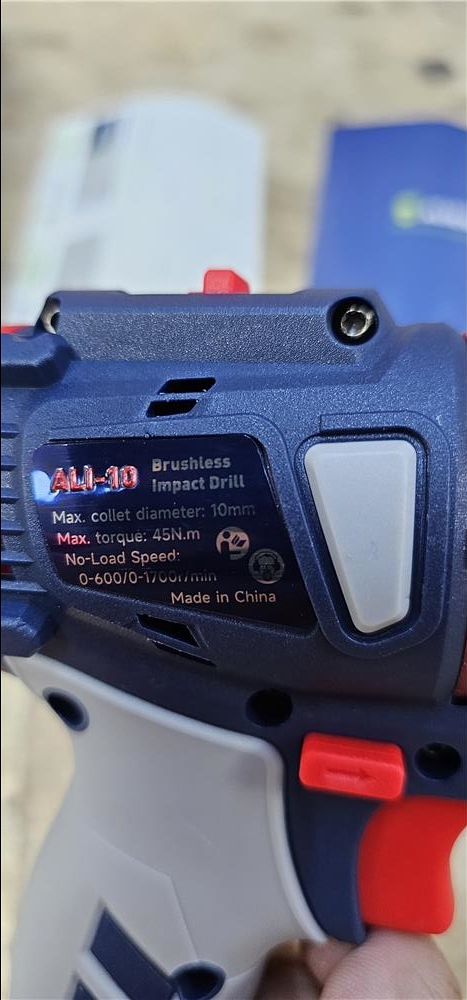 ALI-10 Brushless
Impact Drill
Max. collet diameter: 10mm
Max. torque: 45N.m
No-Load Speed:
0-600/0-1700r/min
Made in China